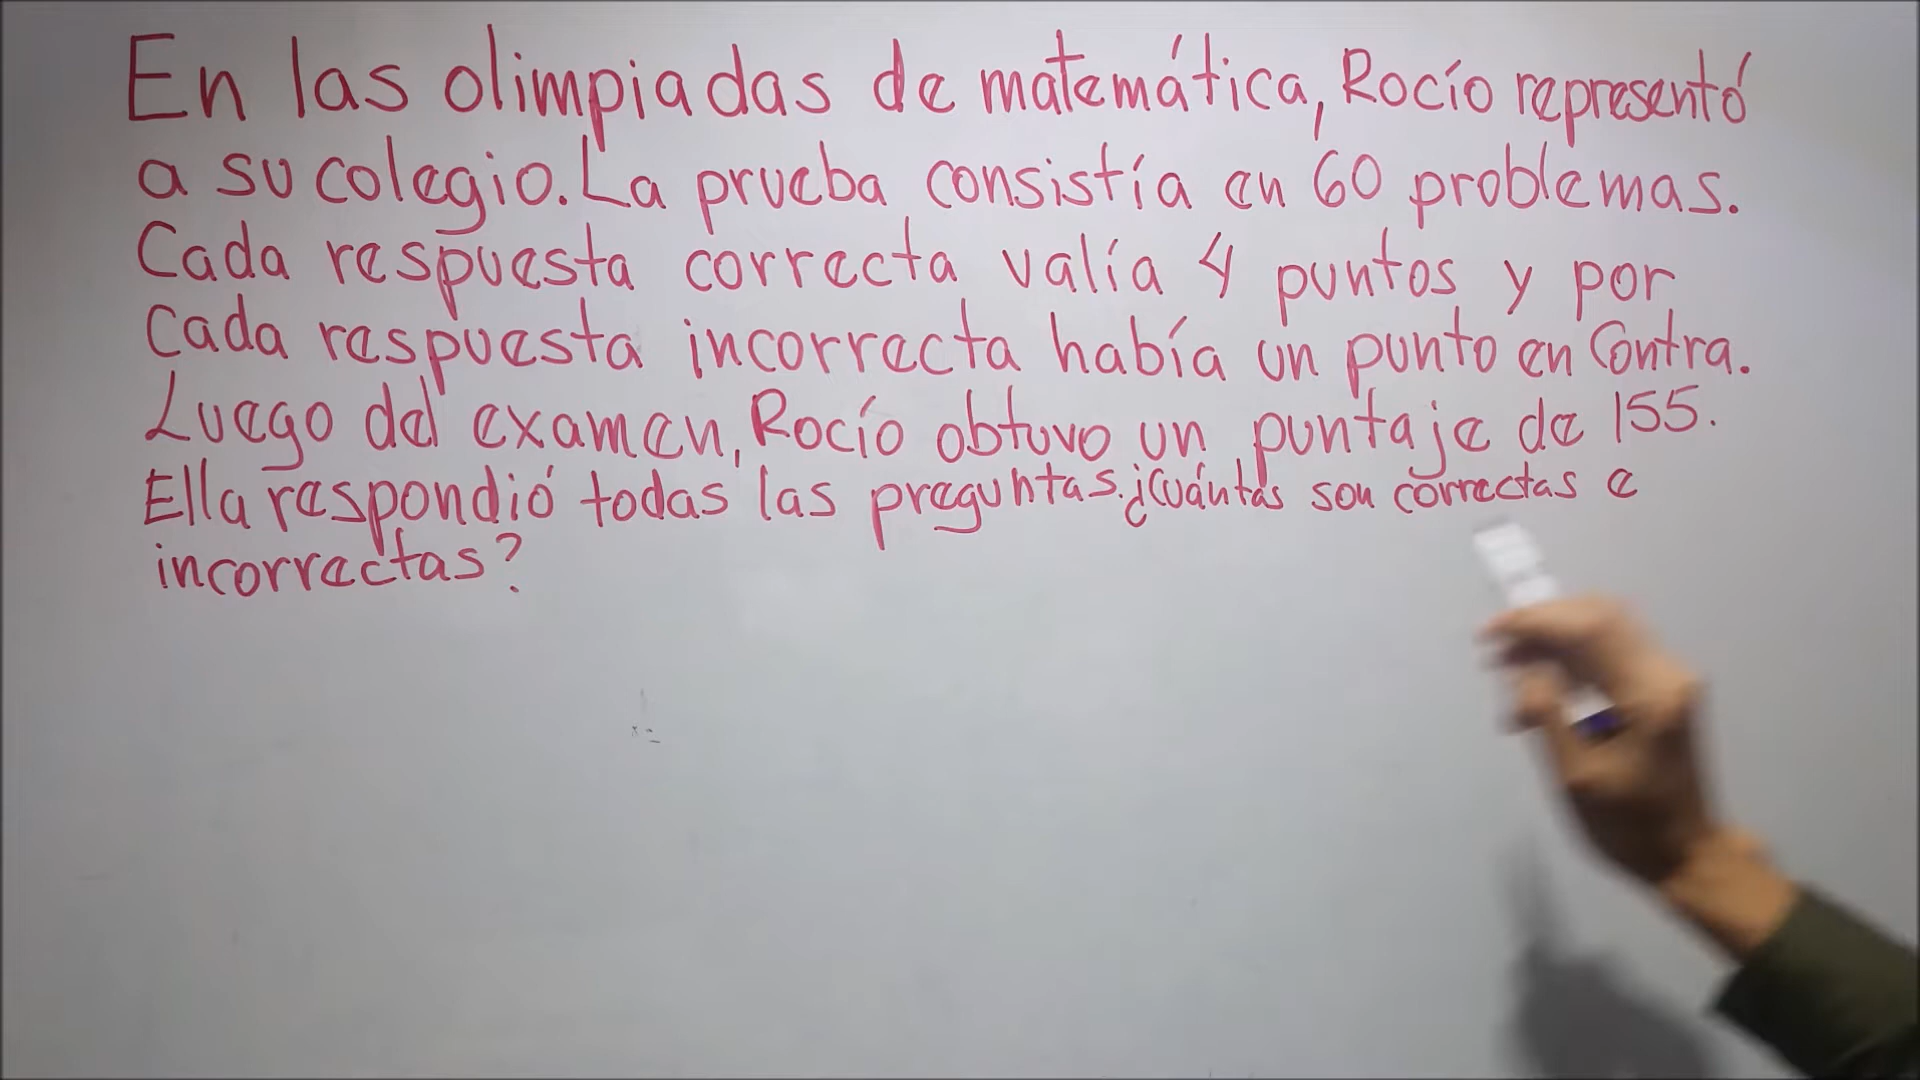 En las olimpiadas de matemática, Rocío representó
a su colegio. La prueba consistía en 60 problemas.
Cada respuesta correcta valía 4 puntos y por
Cada respuesta incorrecta había un punto en Contra.
Luego del examen, Rocío obtuvo un puntaje de 155.
Ella respondió todas las preguntas. ¿Cuántas son correctas e
incorrectas?